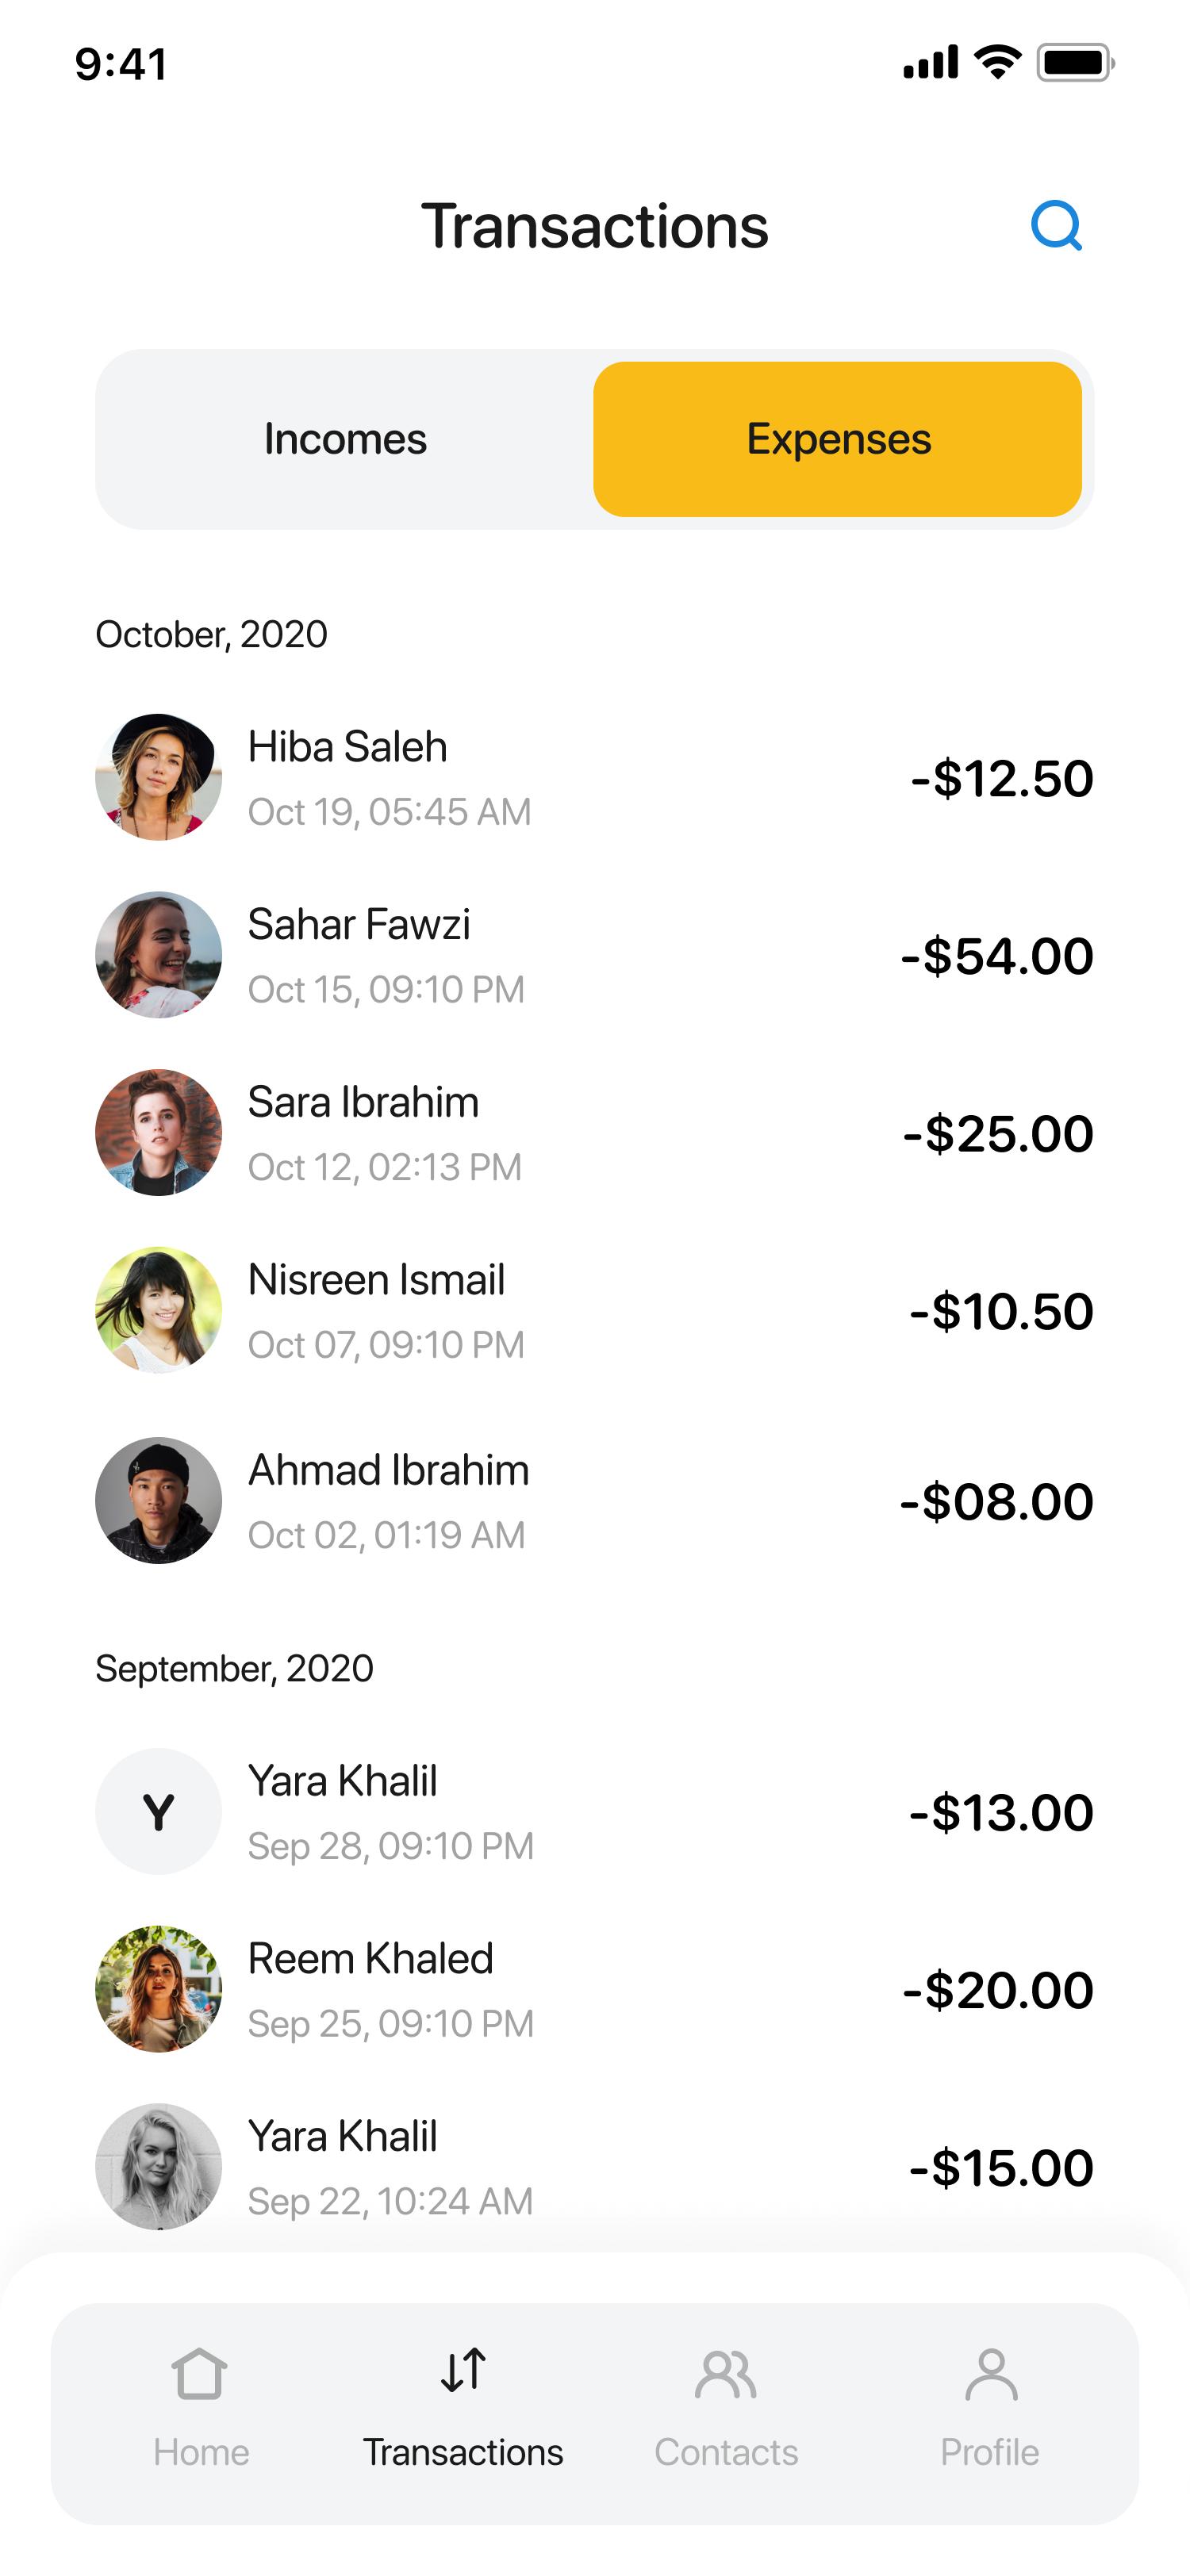 9:41
Transactions
Incomes
Expenses
October, 2020
Hiba Saleh
Oct 19, 05:45 AM
-$12.50
Sahar Fawzi
Oct 15, 09:10 PM
-$54.00
Sara Ibrahim
Oct 12, 02:13 PM
-$25.00
Nisreen Ismail
Oct 07, 09:10 PM
-$10.50
Ahmad Ibrahim
Oct 02, 01:19 AM
-$08.00
September, 2020
Y
Yara Khalil
Sep 28, 09:10 PM
-$13.00
Reem Khaled
Sep 25, 09:10 PM
-$20.00
Yara Khalil
Sep 22, 10:24 AM
-$15.00
Home
Transactions
Contacts
Profile